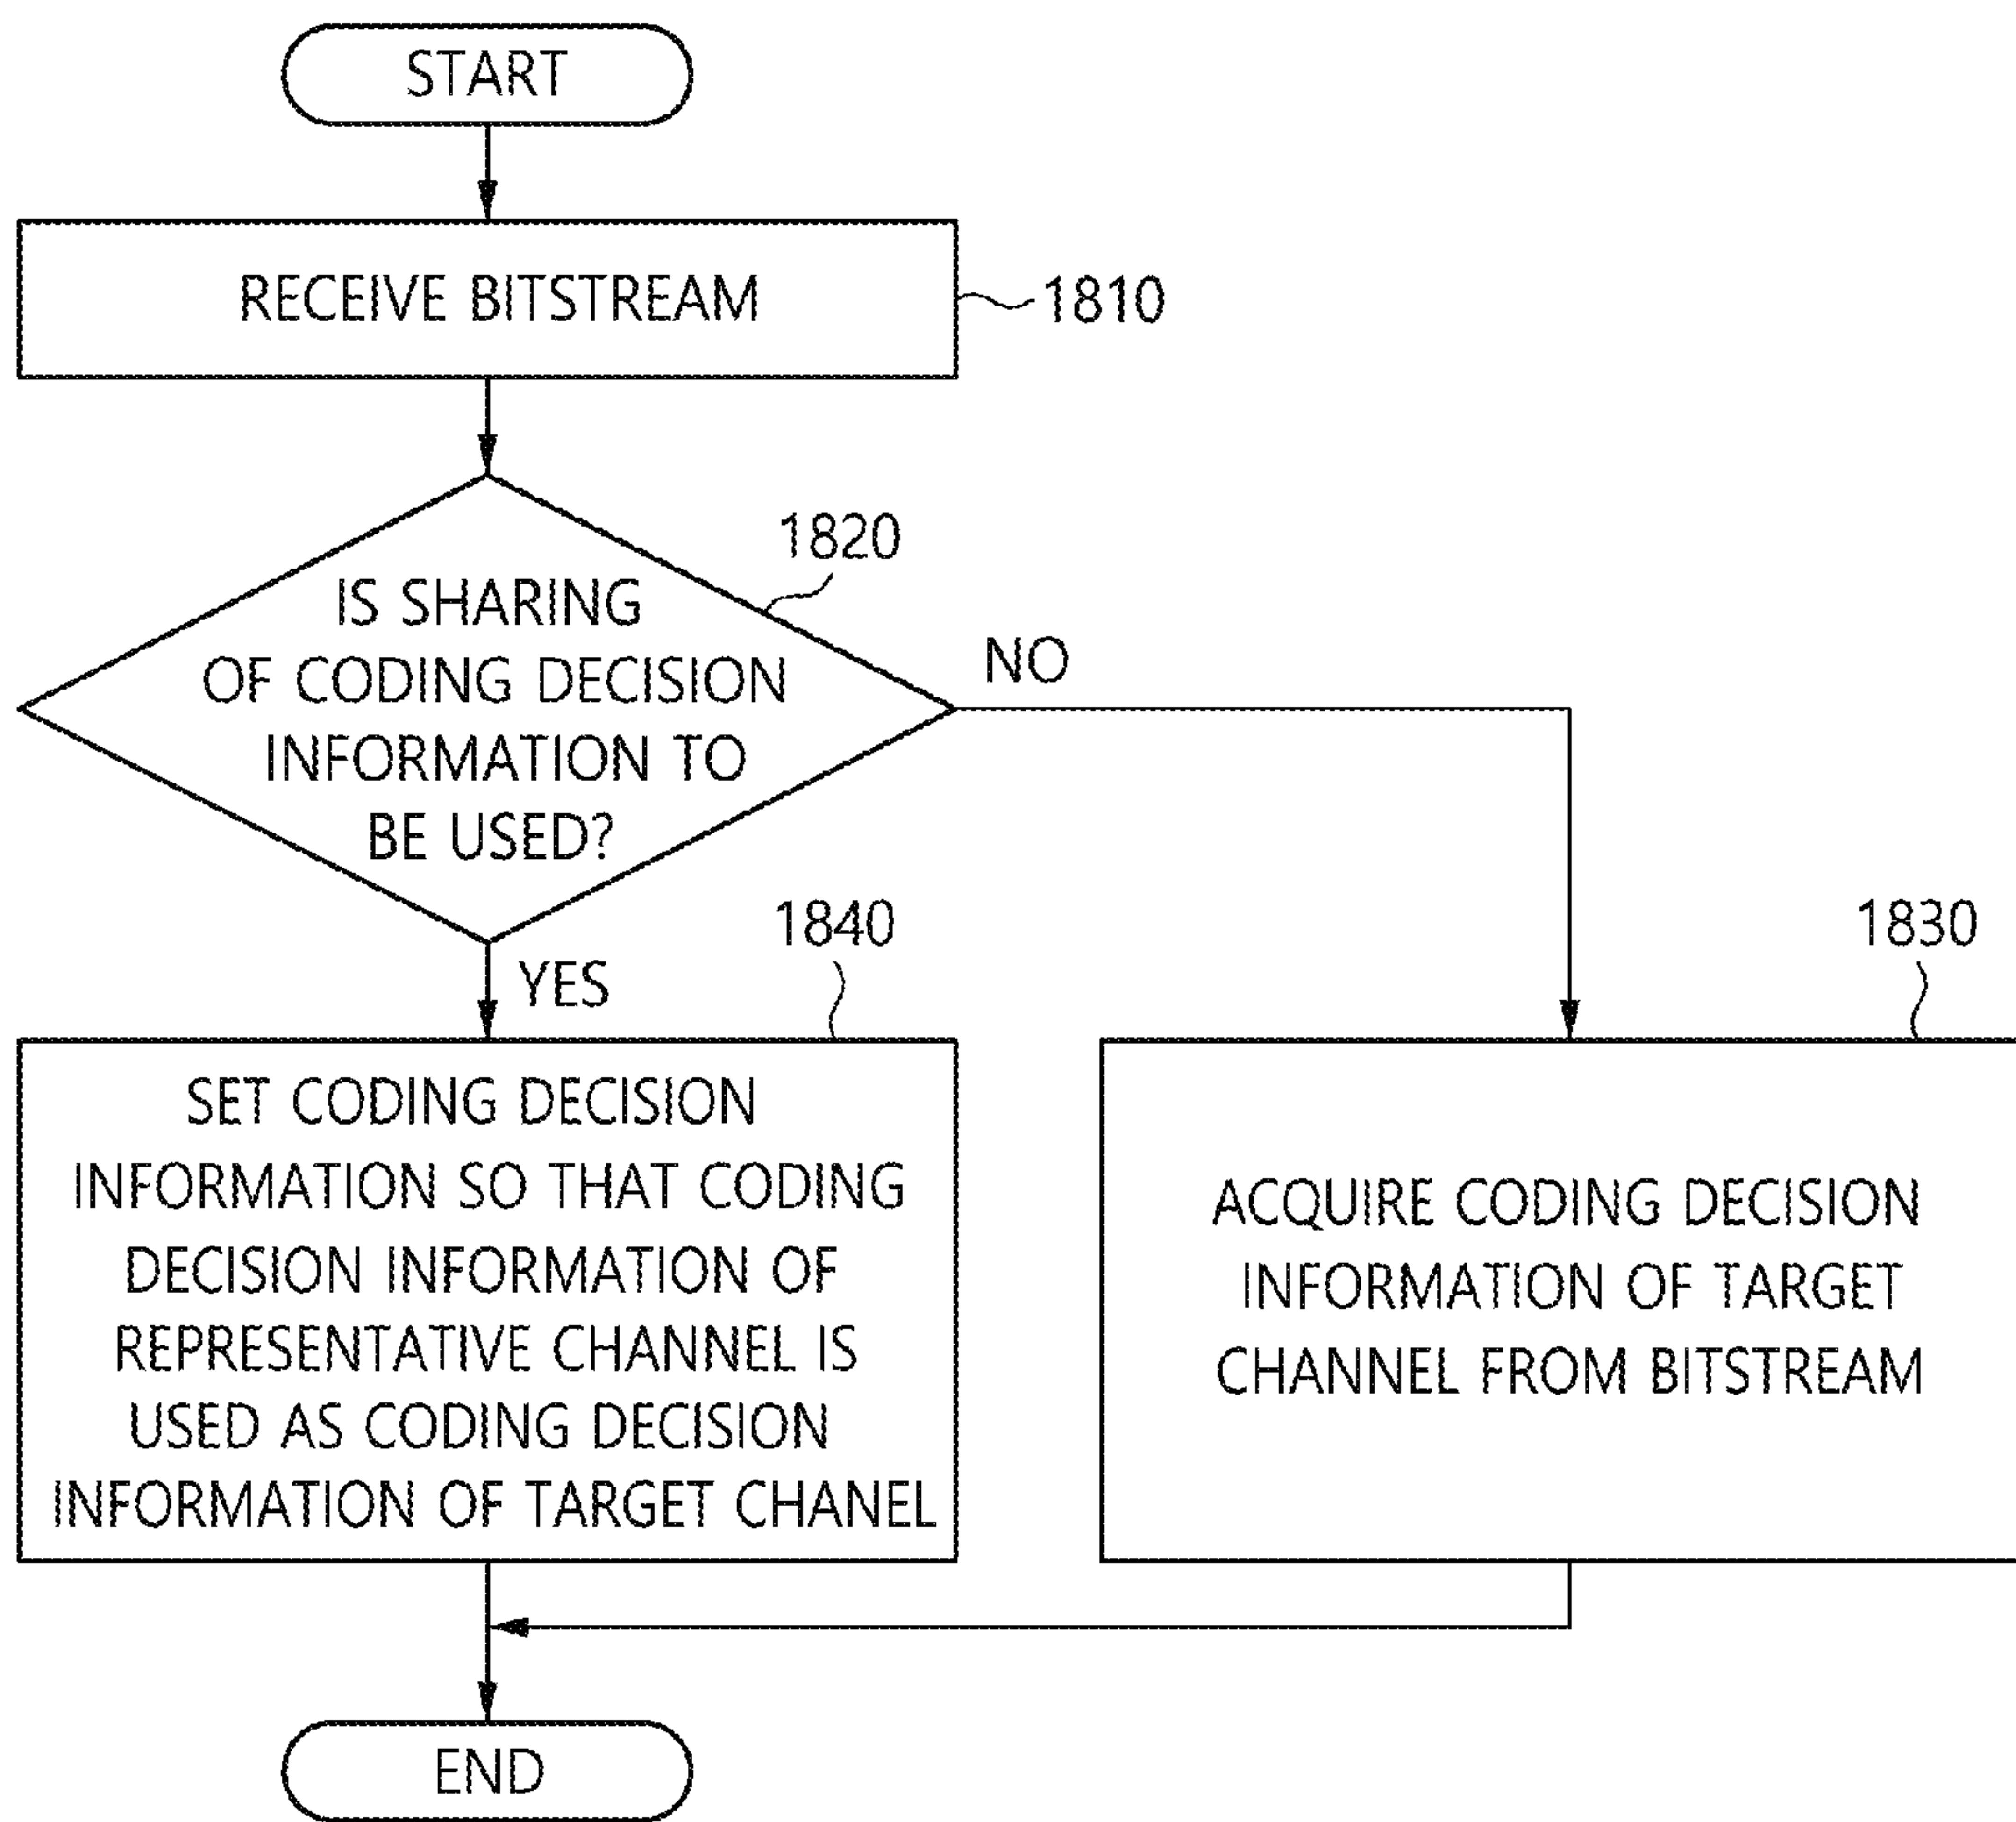 START
RECEIVE BITSTREAM
1810
1820
IS SHARING
OF CODING DECISION
INFORMATION TO
BE USED?
NO
YES
1840
SET CODING DECISION
INFORMATION SO THAT CODING
DECISION INFORMATION OF
REPRESENTATIVE CHANNEL IS
USED AS CODING DECISION
INFORMATION OF TARGET CHANEL
1830
ACQUIRE CODING DECISION
INFORMATION OF TARGET
CHANNEL FROM BITSTREAM
END